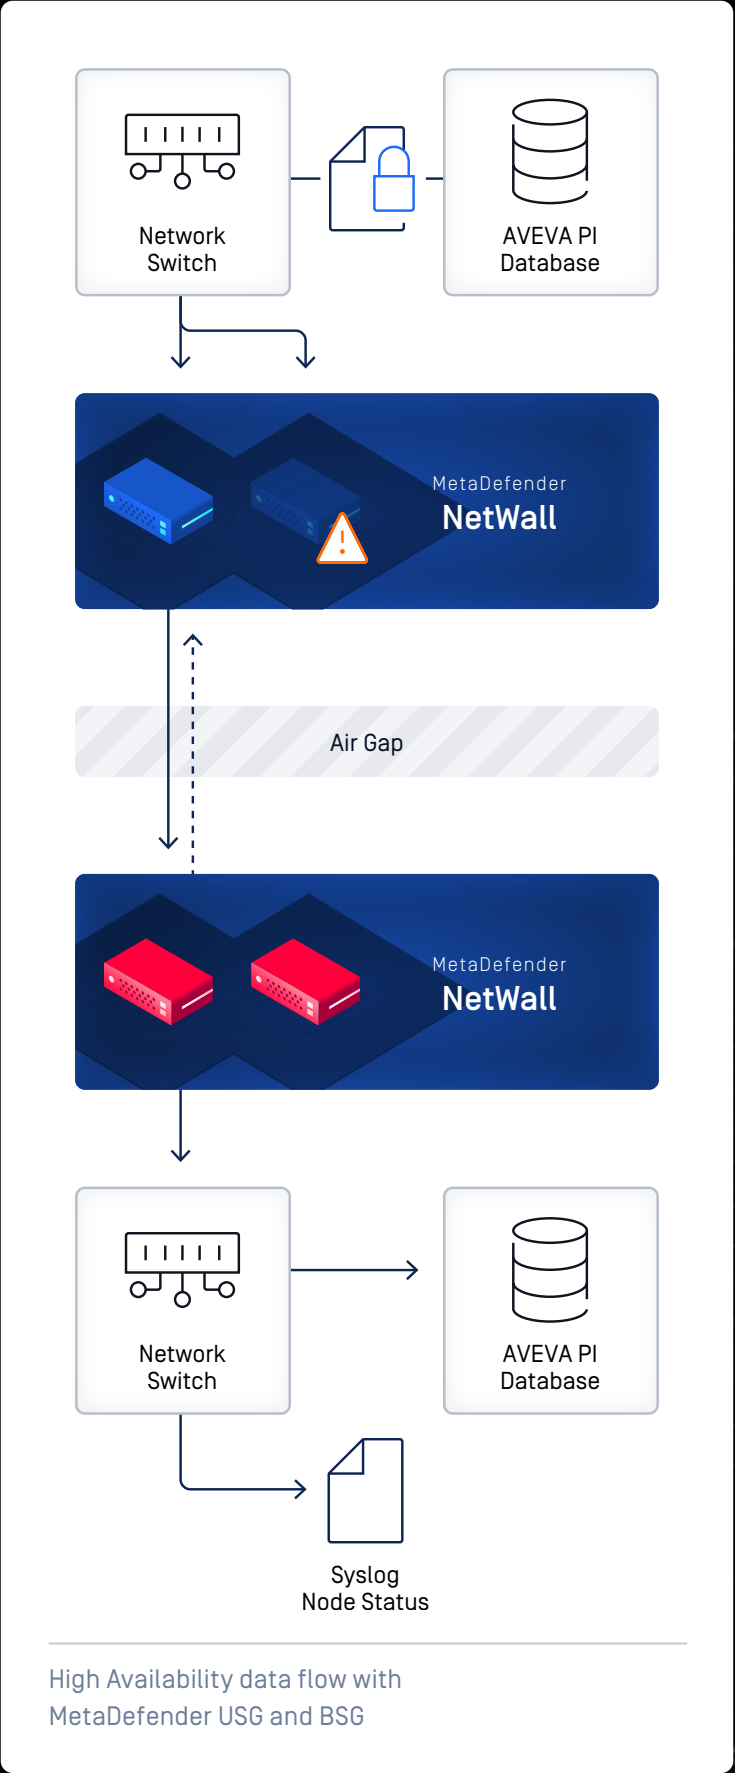 Network
Switch
AVEVA PI
Database
MetaDefender
NetWall
Air Gap
MetaDefender
NetWall
Network
Switch
AVEVA PI
Database
Syslog
Node Status
High Availability data flow with
MetaDefender USG and BSG